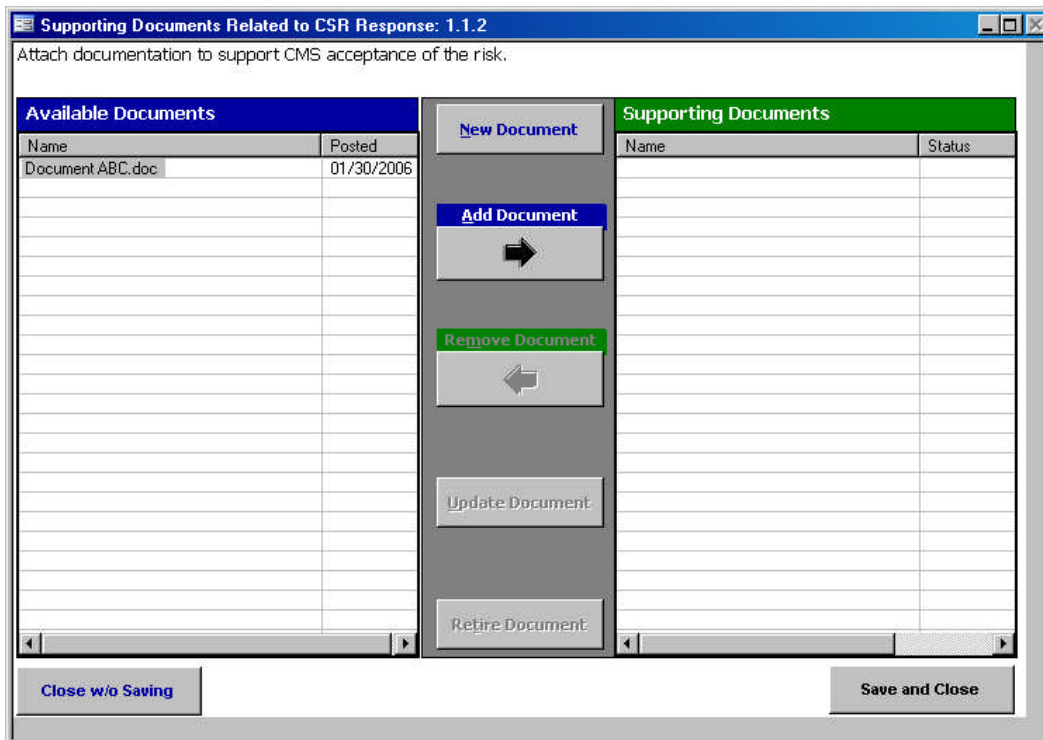 Supporting Documents Related to CSR Response: 1.1.2
Attach documentation to support CMS acceptance of the risk.
Available Documents
Name Posted
Document ABC.doc 01/30/2006
New Document
Add Document
Remove Document
Update Document
Retire Document
Supporting Documents
Name Status
Close w/o Saving
Save and Close